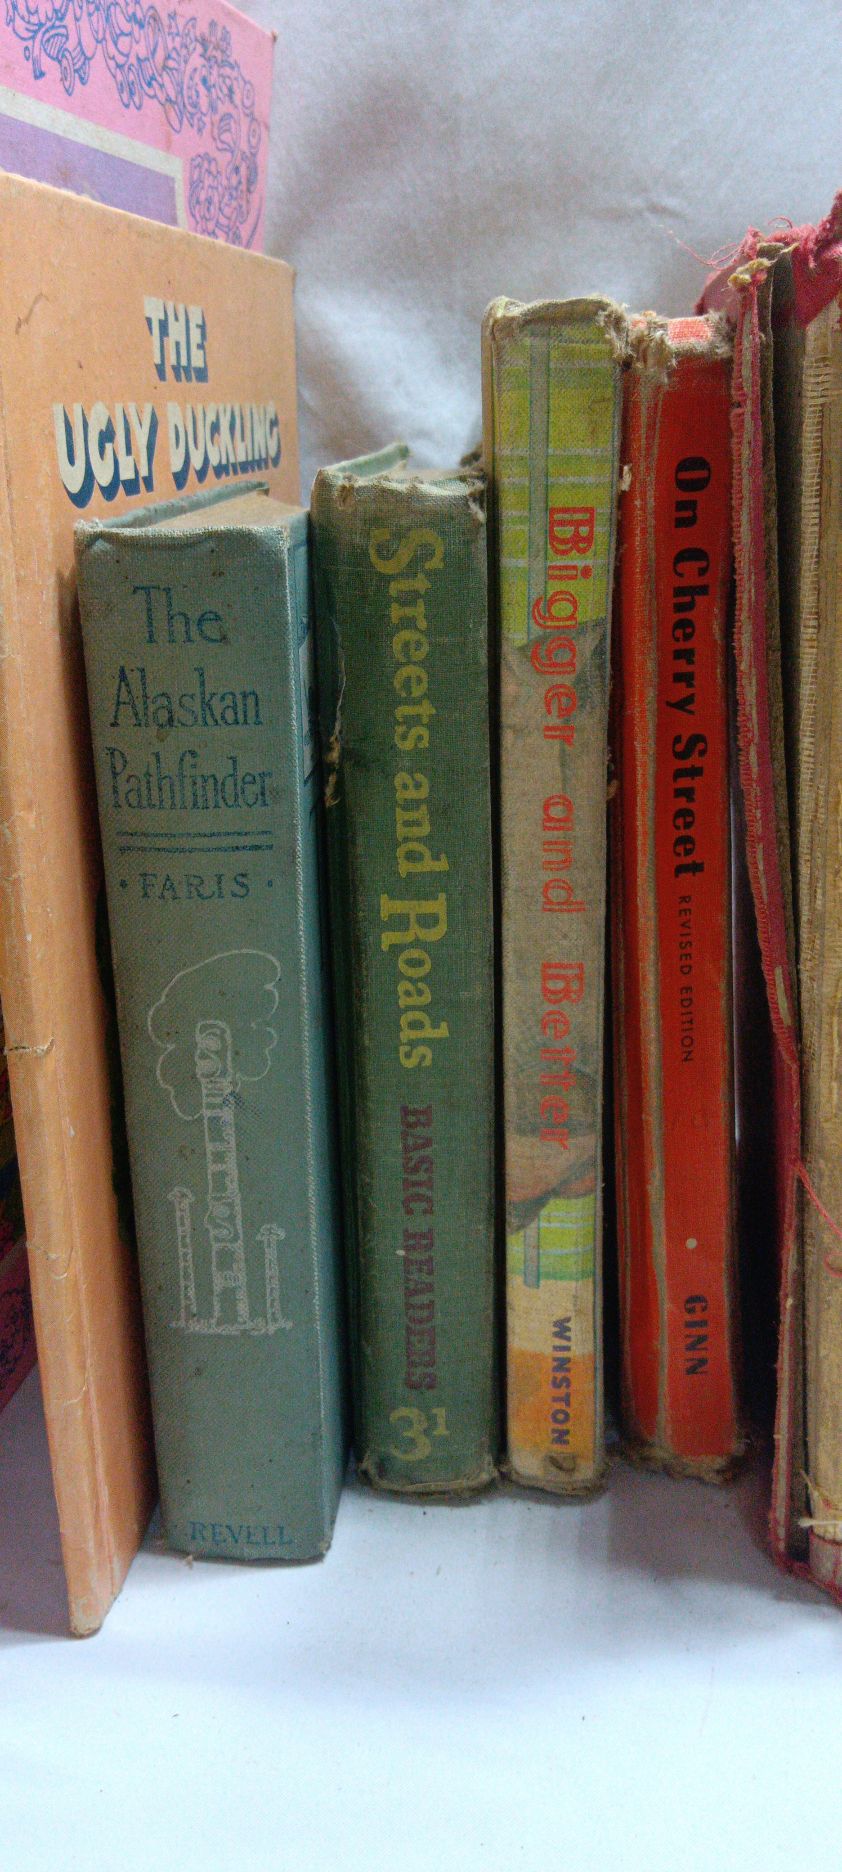 THE
UGLY DUCKLING
The
Alaskan
Pathfinder
· FARIS ·
REVELL
Streets and Roads BASIC READERS
3¹
Bigger and Better WINSTON
On Cherry Street REVISED EDITION · GINN